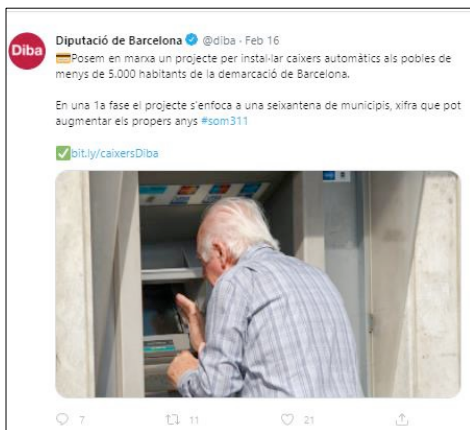 Diba
Diputació de Barcelona @diba · Feb 16
Posem en marxa un projecte per instal·lar caixers automàtics als pobles de
menys de 5.000 habitants de la demarcació de Barcelona.
En una 1a fase el projecte s'enfoca a una seixantena de municipis, xifra que pot
augmentar els propers anys #som311
bit.ly/caixersDiba
7 11 21